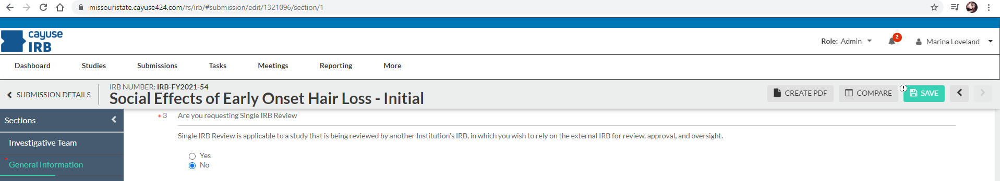 missouristate.cayuse424.com/rs/irb/#submission/edit/1321096/section/1
cayuse
IRB
Role: Admin
2
Marina Loveland
Dashboard Studies Submissions Tasks Meetings Reporting More
SUBMISSION DETAILS
IRB NUMBER: IRB-FY2021-54
Social Effects of Early Onset Hair Loss - Initial
CREATE PDF COMPARE ! SAVE
Sections
Investigative Team
* General Information
* 3 Are you requesting Single IRB Review
Single IRB Review is applicable to a study that is being reviewed by another Institution's IRB, in which you wish to rely on the external IRB for review, approval, and oversight.
Yes
No